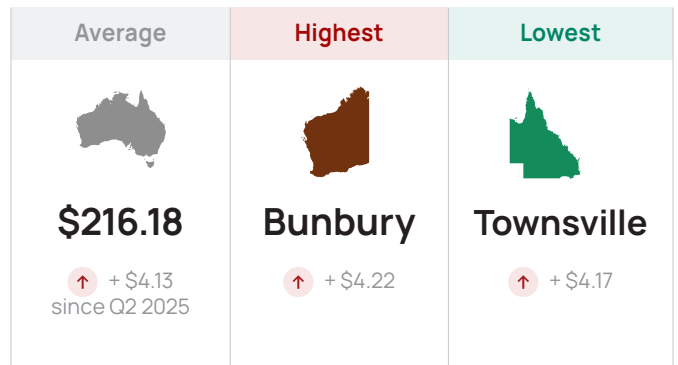 Average
Highest
Lowest
$216.18
Bunbury
Townsville
+ $4.13
since Q2 2025
+ $4.22
+ $4.17